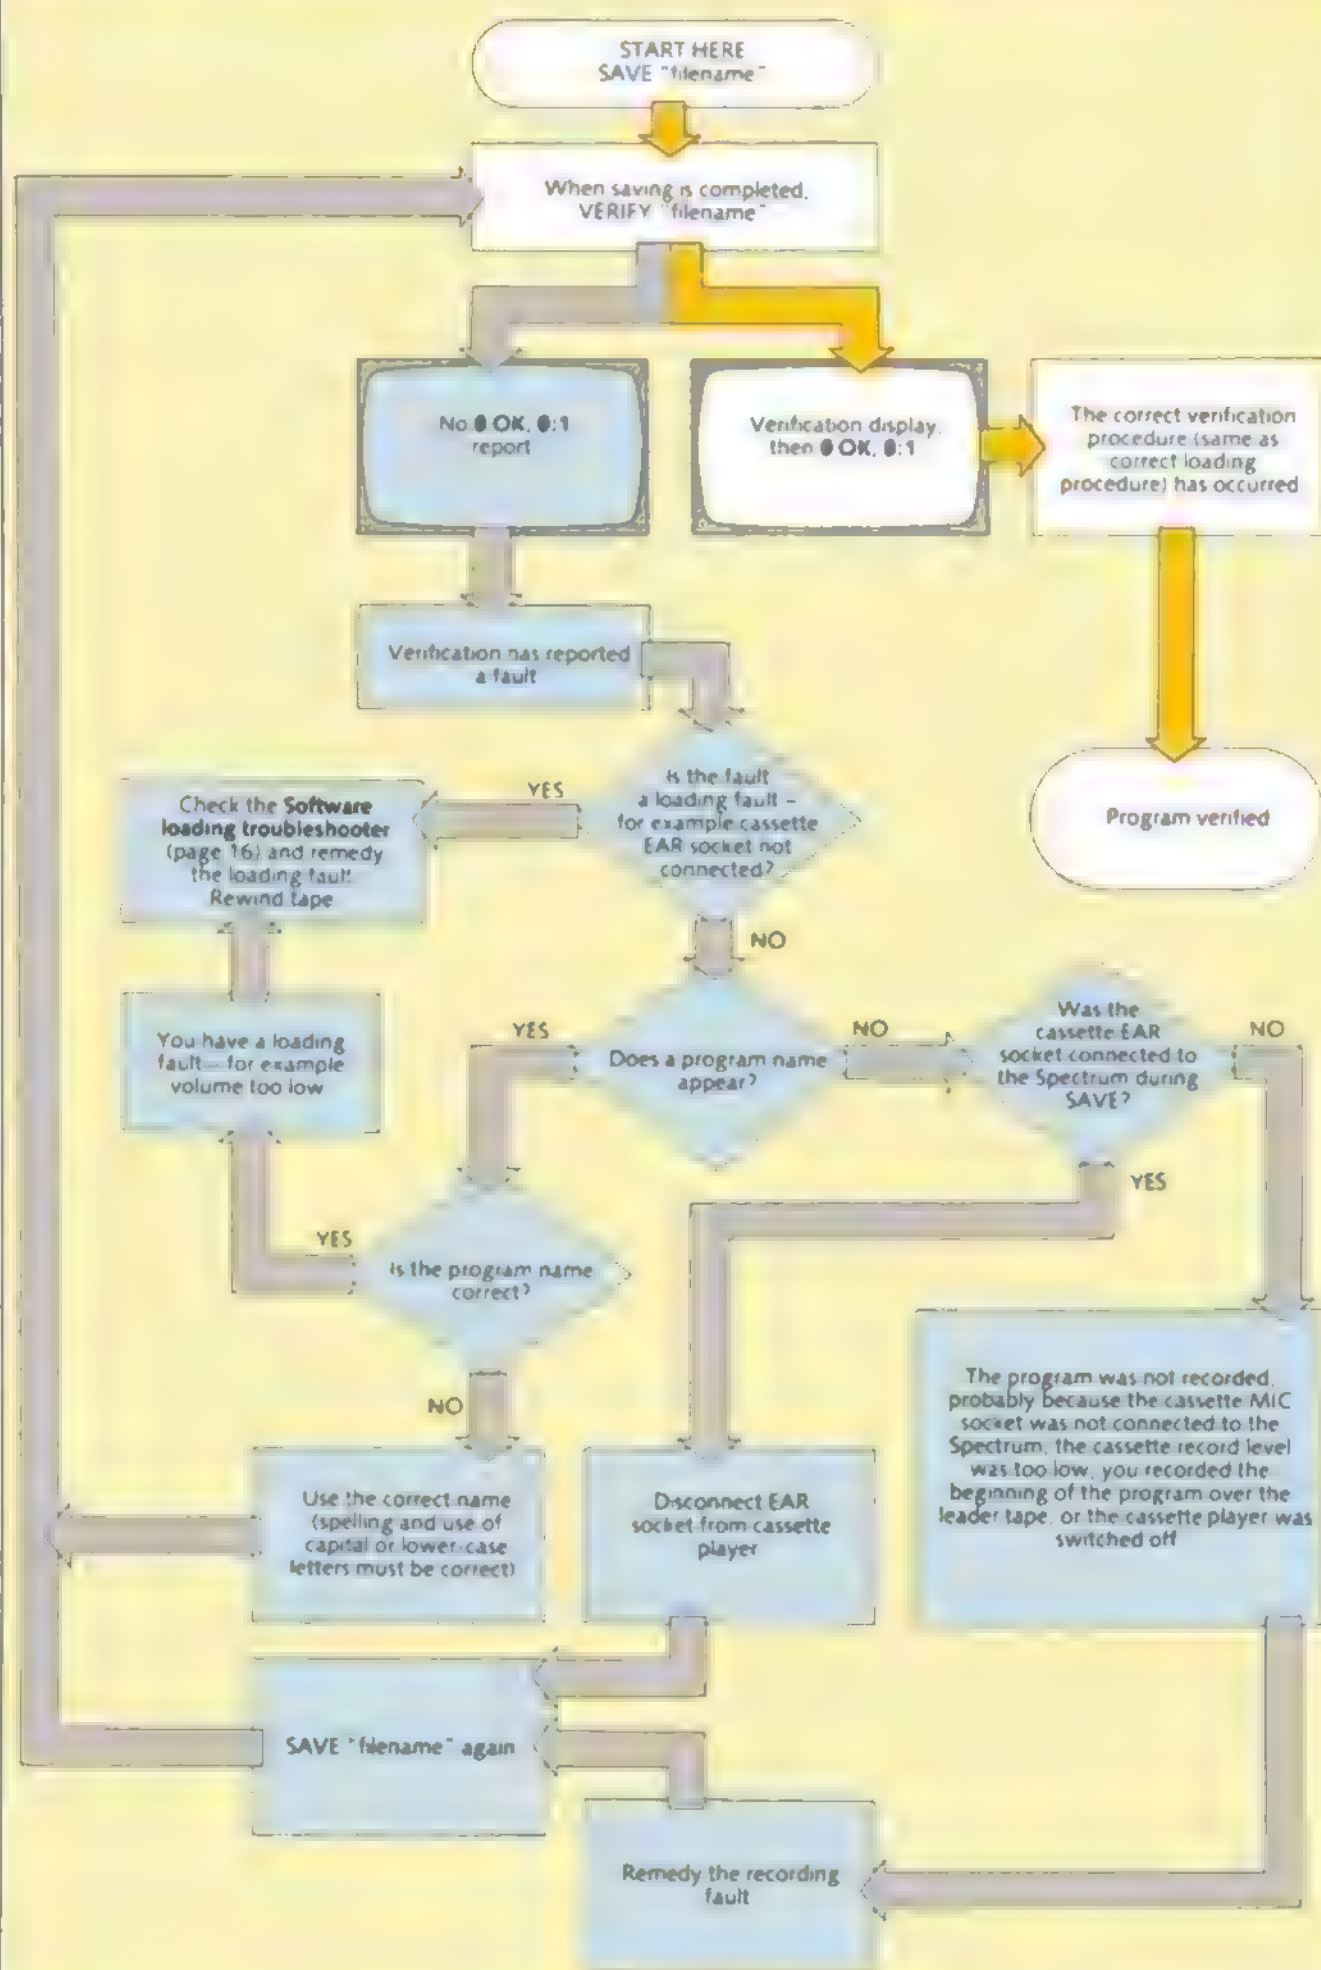 START HERE
SAVE "filename"
When saving is completed,
VERIFY "filename"
No 0 OK, 0:1
report
Verification display,
then 0 OK, 0:1
The correct verification
procedure (same as
correct loading
procedure) has occurred
Verification has reported
a fault
Is the fault
a loading fault –
for example cassette
EAR socket not
connected?
YES
Check the Software
loading troubleshooter
(page 16) and remedy
the loading fault.
Rewind tape
Program verified
NO
You have a loading
fault – for example
volume too low
YES
Does a program name
appear?
NO
Was the
cassette EAR
socket connected to
the Spectrum during
SAVE?
NO
YES
YES
Is the program name
correct?
NO
Use the correct name
(spelling and use of
capital or lower-case
letters must be correct)
Disconnect EAR
socket from cassette
player
The program was not recorded,
probably because the cassette MIC
socket was not connected to the
Spectrum, the cassette record level
was too low, you recorded the
beginning of the program over the
leader tape, or the cassette player was
switched off
SAVE "filename" again
Remedy the recording
fault